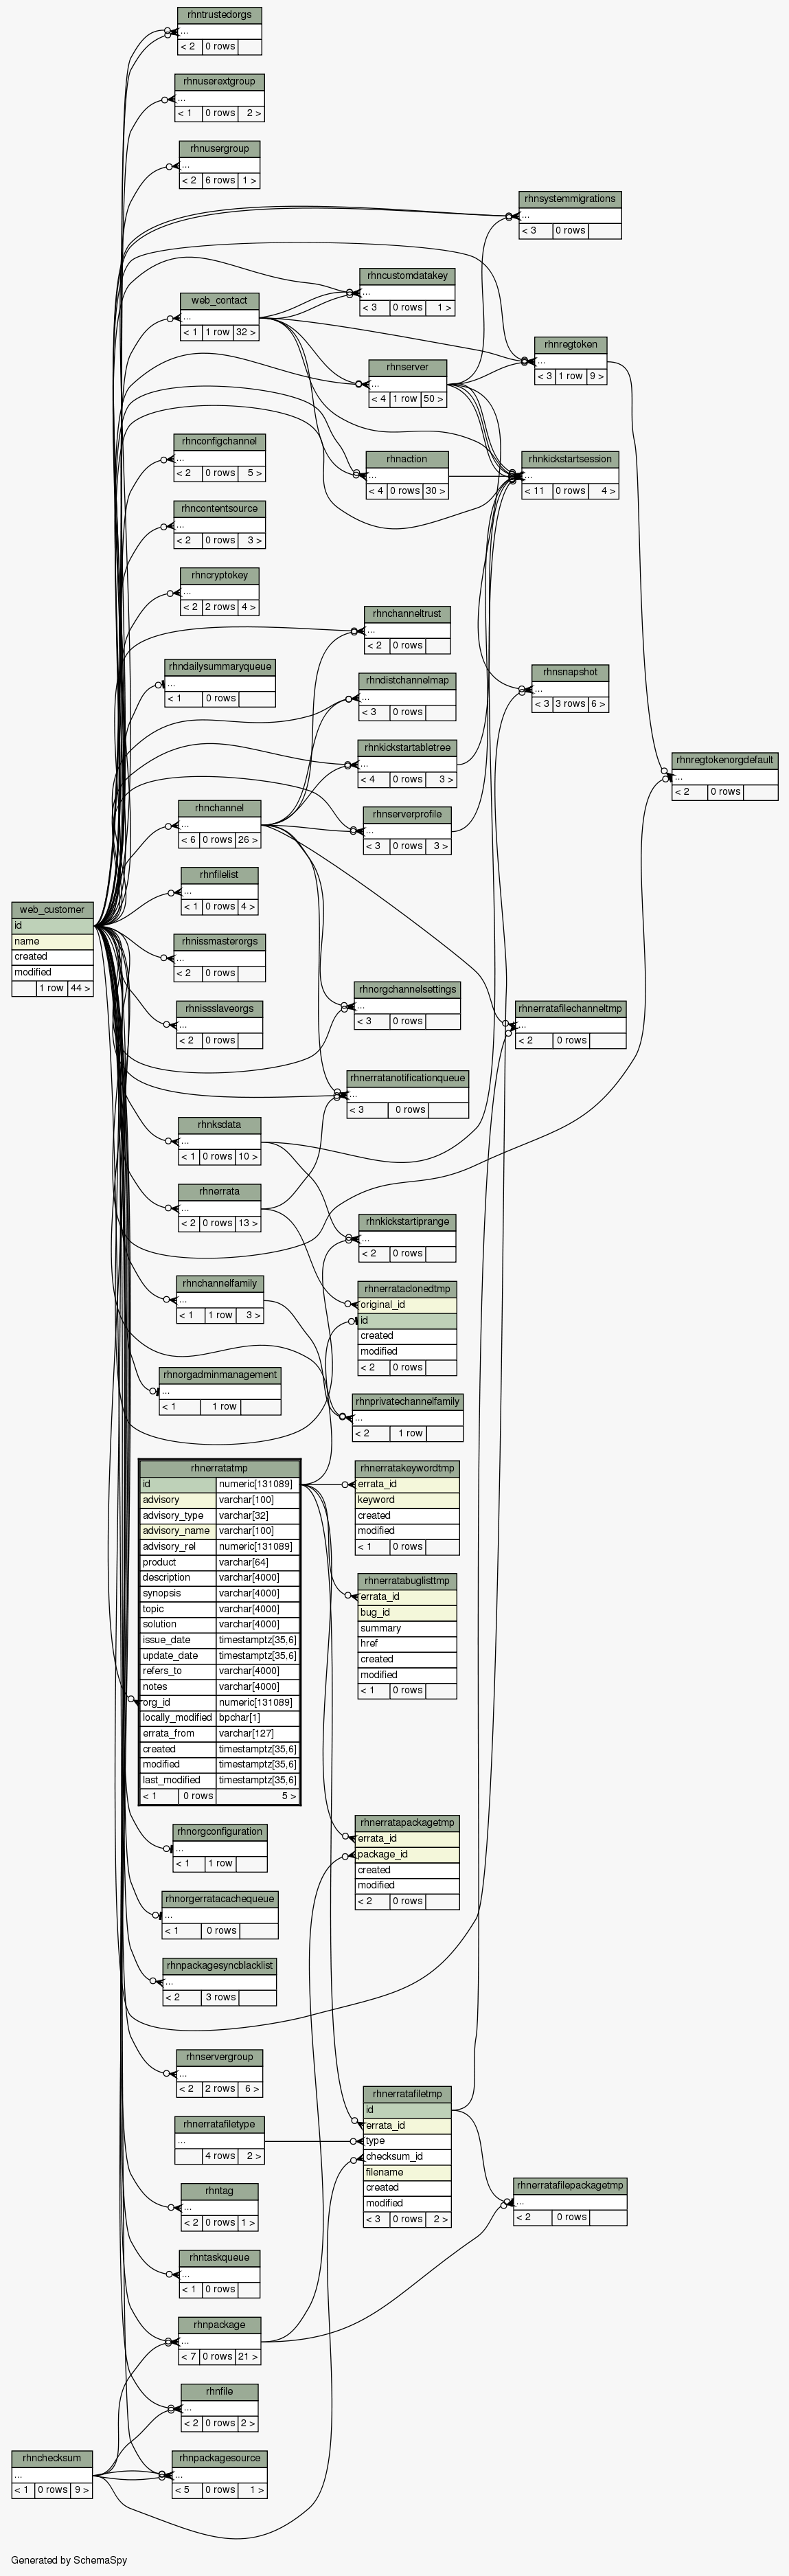 rhntrustedorgs
...
< 2 0 rows
rhnuserextgroup
...
< 1 0 rows 2 >
rhnusergroup
...
< 2 6 rows 1 >
rhnsystemmigrations
...
< 3 0 rows
rhncustomdatakey
...
< 3 0 rows 1 >
web_contact
...
< 1 1 row 32 >
rhnregtoken
...
< 3 1 row 9 >
rhnserver
...
< 4 1 row 50 >
rhnconfigchannel
...
< 2 0 rows 5 >
rhnaction
...
< 4 0 rows 30 >
rhnkickstartsession
...
< 11 0 rows 4 >
rhncontentsource
...
< 2 0 rows 3 >
rhncryptokey
...
< 2 2 rows 4 >
rhnchanneltrust
...
< 2 0 rows
rhndailysummaryqueue
...
< 1 0 rows
rhnsnapshot
...
< 3 3 rows 6 >
rhndistchannelmap
...
< 3 0 rows
rhnkickstartabletree
...
< 4 0 rows 3 >
rhnregtokenorgdefault
...
< 2 0 rows
rhnchannel
...
< 6 0 rows 26 >
rhnserverprofile
...
< 3 0 rows 3 >
rhnfilelist
...
< 1 0 rows 4 >
web_customer
id
name
created
modified
1 row 44 >
rhnissmasterorgs
...
< 2 0 rows
rhnissslaveorgs
...
< 2 0 rows
rhnorgchannelsettings
...
< 3 0 rows
rhnerratafilechanneltmp
...
< 2 0 rows
rhnerratanotificationqueue
...
< 3 0 rows
rhnksdata
...
< 1 0 rows 10 >
rhnerrata
...
< 2 0 rows 13 >
rhnkickstartiprange
...
< 2 0 rows
rhnchannelfamily
...
< 1 1 row 3 >
rhnerrataclonedtmp
original_id
id
created
modified
< 2 0 rows
rhnorgadminmanagement
...
< 1 1 row
rhnprivatechannelfamily
...
< 2 1 row
rhnerratatmp
id numeric[131089]
advisory varchar[100]
advisory_type varchar[32]
advisory_name varchar[100]
advisory_rel numeric[131089]
product varchar[64]
description varchar[4000]
synopsis varchar[4000]
topic varchar[4000]
solution varchar[4000]
issue_date timestamptz[35,6]
update_date timestamptz[35,6]
refers_to varchar[4000]
notes varchar[4000]
org_id numeric[131089]
locally_modified bpchar[1]
errata_from varchar[127]
created timestamptz[35,6]
modified timestamptz[35,6]
last_modified timestamptz[35,6]
< 1 0 rows 5 >
rhnerratakeywordtmp
errata_id
keyword
created
modified
< 1 0 rows
rhnerratabuglisttmp
errata_id
bug_id
summary
href
created
modified
< 1 0 rows
rhnerratapackagetmp
errata_id
package_id
created
modified
< 2 0 rows
rhnorgconfiguration
...
< 1 1 row
rhnorgerratacachequeue
...
< 1 0 rows
rhnpackagesyncblacklist
...
< 2 3 rows
rhnservergroup
...
< 2 2 rows 6 >
rhnerratafiletmp
id
errata_id
type
checksum_id
filename
created
modified
< 3 0 rows 2 >
rhnerratafiletype
...
4 rows 2 >
rhnerratafilepackagetmp
...
< 2 0 rows
rhntag
...
< 2 0 rows 1 >
rhntaskqueue
...
< 1 0 rows
rhnpackage
...
< 7 0 rows 21 >
rhnfile
...
< 2 0 rows 2 >
rhnchecksum
...
< 1 0 rows 9 >
rhnpackagesource
...
< 5 0 rows 1 >
Generated by SchemaSpy